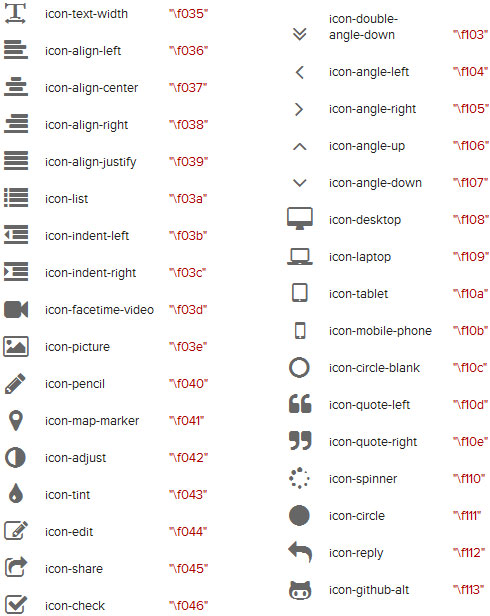 icon-text-width "\f035"
icon-align-left "\f036"
icon-align-center "\f037"
icon-align-right "\f038"
icon-align-justify "\f039"
icon-list "\f03a"
icon-indent-left "\f03b"
icon-indent-right "\f03c"
icon-facetime-video "\f03d"
icon-picture "\f03e"
icon-pencil "\f040"
icon-map-marker "\f041"
icon-adjust "\f042"
icon-tint "\f043"
icon-edit "\f044"
icon-share "\f045"
icon-check "\f046"
icon-double-
angle-down "\f103"
icon-angle-left "\f104"
icon-angle-right "\f105"
icon-angle-up "\f106"
icon-angle-down "\f107"
icon-desktop "\f108"
icon-laptop "\f109"
icon-tablet "\f10a"
icon-mobile-phone "\f10b"
icon-circle-blank "\f10c"
icon-quote-left "\f10d"
icon-quote-right "\f10e"
icon-spinner "\f110"
icon-circle "\f111"
icon-reply "\f112"
icon-github-alt "\f113"